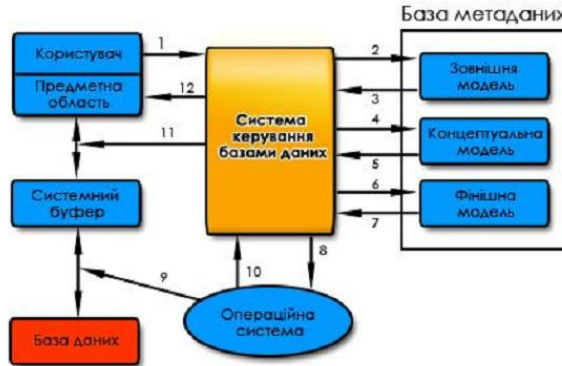 База метаданих
Користувач
1
2
Предметна
область
12
Система
керування
базами даних
3
Зовнішня
модель
11
4
Концептуальна
модель
5
Системний
буфер
6
Фінішна
модель
7
8
9
10
Операційна
система
База даних